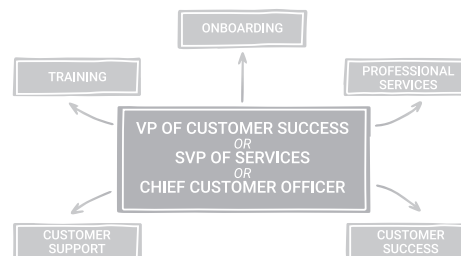 ONBOARDING
TRAINING
PROFESSIONAL
SERVICES
VP OF CUSTOMER SUCCESS
OR
SVP OF SERVICES
OR
CHIEF CUSTOMER OFFICER
CUSTOMER
SUPPORT
CUSTOMER
SUCCESS